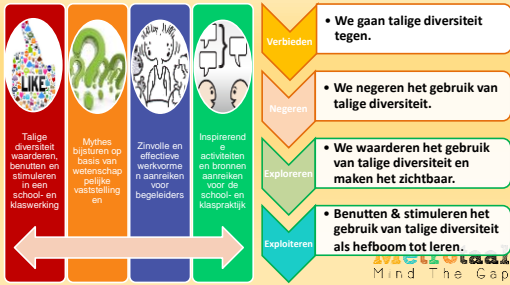 LIKE
Talige
diversiteit
waarderen,
benutten en
stimuleren
in een
school- en
klaswerking
Mythes
bijsturen op
basis van
wetenschap
pelijke
vaststelling
en
Zinvolle en
effectieve
werkvorme
n aanreiken
voor
begeleiders
Inspirerend
e
activiteiten
en bronnen
aanreiken
voor de
school- en
klaspraktijk
Verbieden
• We gaan talige diversiteit
tegen.
Negeren
• We negeren het gebruik van
talige diversiteit.
Exploreren
• We waarderen het gebruik
van talige diversiteit en
maken het zichtbaar.
Exploiteren
• Benutten & stimuleren het
gebruik van talige diversiteit
als hefboom tot leren.
Metrotaal
Mind The Gap